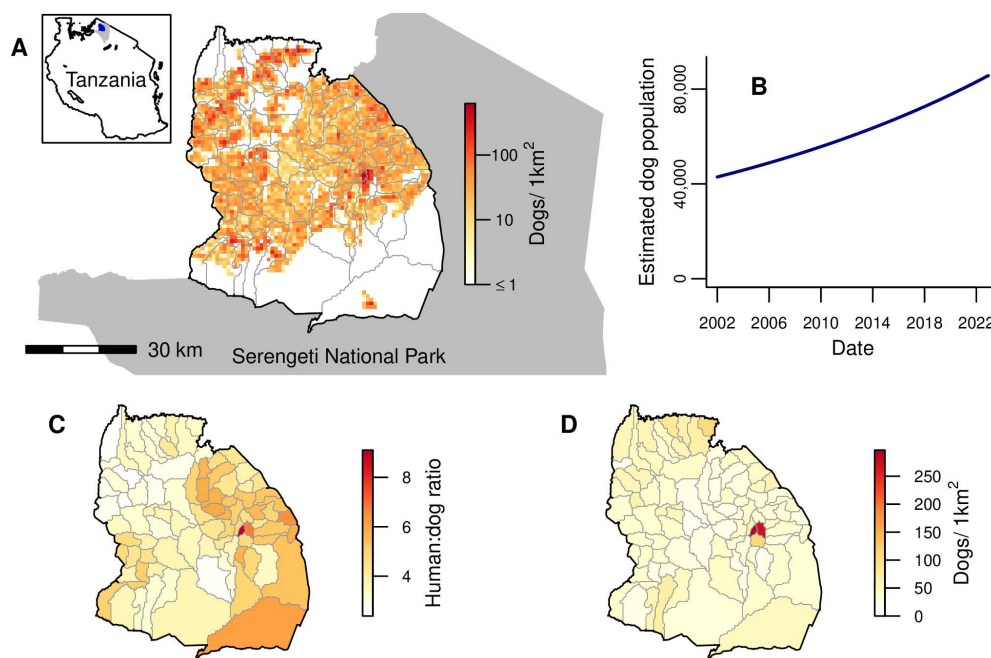 A
Tanzania
100
10
≤ 1
Dogs/ 1km²
30 km
Serengeti National Park
B
80,000
40,000
0
Estimated dog population
2002 2006 2010 2014 2018 2022
Date
C
8
6
4
Human:dog ratio
D
250
200
150
100
50
0
Dogs/ 1km²